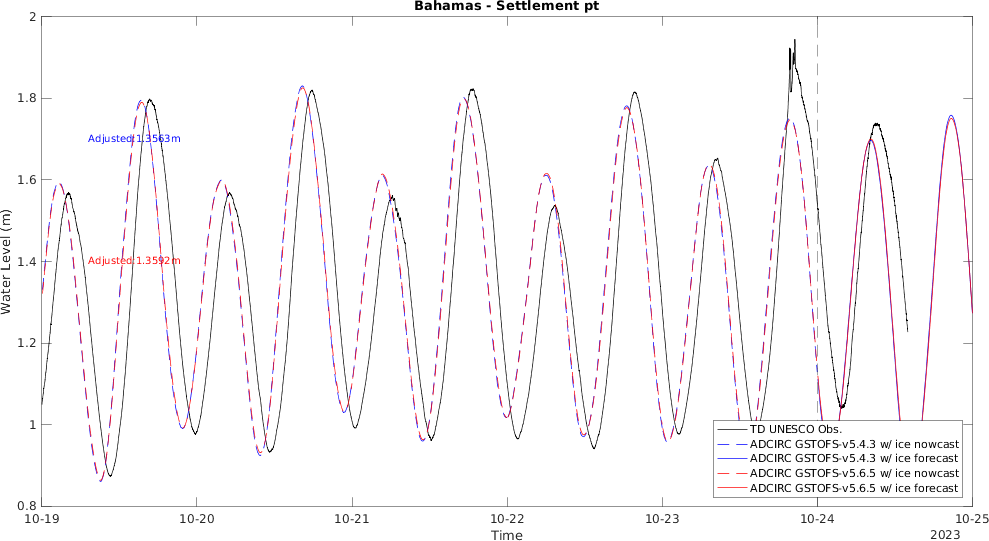 Bahamas - Settlement pt
2
1.8
1.6
1.4
1.2
1
0.8
Water Level (m)
Adjusted:1.3563m
Adjusted:1.3592m
TD UNESCO Obs.
ADCIRC GSTOFS-v5.4.3 w/ ice nowcast
ADCIRC GSTOFS-v5.4.3 w/ ice forecast
ADCIRC GSTOFS-v5.6.5 w/ ice nowcast
ADCIRC GSTOFS-v5.6.5 w/ ice forecast
10-19 10-20 10-21 10-22 10-23 10-24 10-25
Time
2023